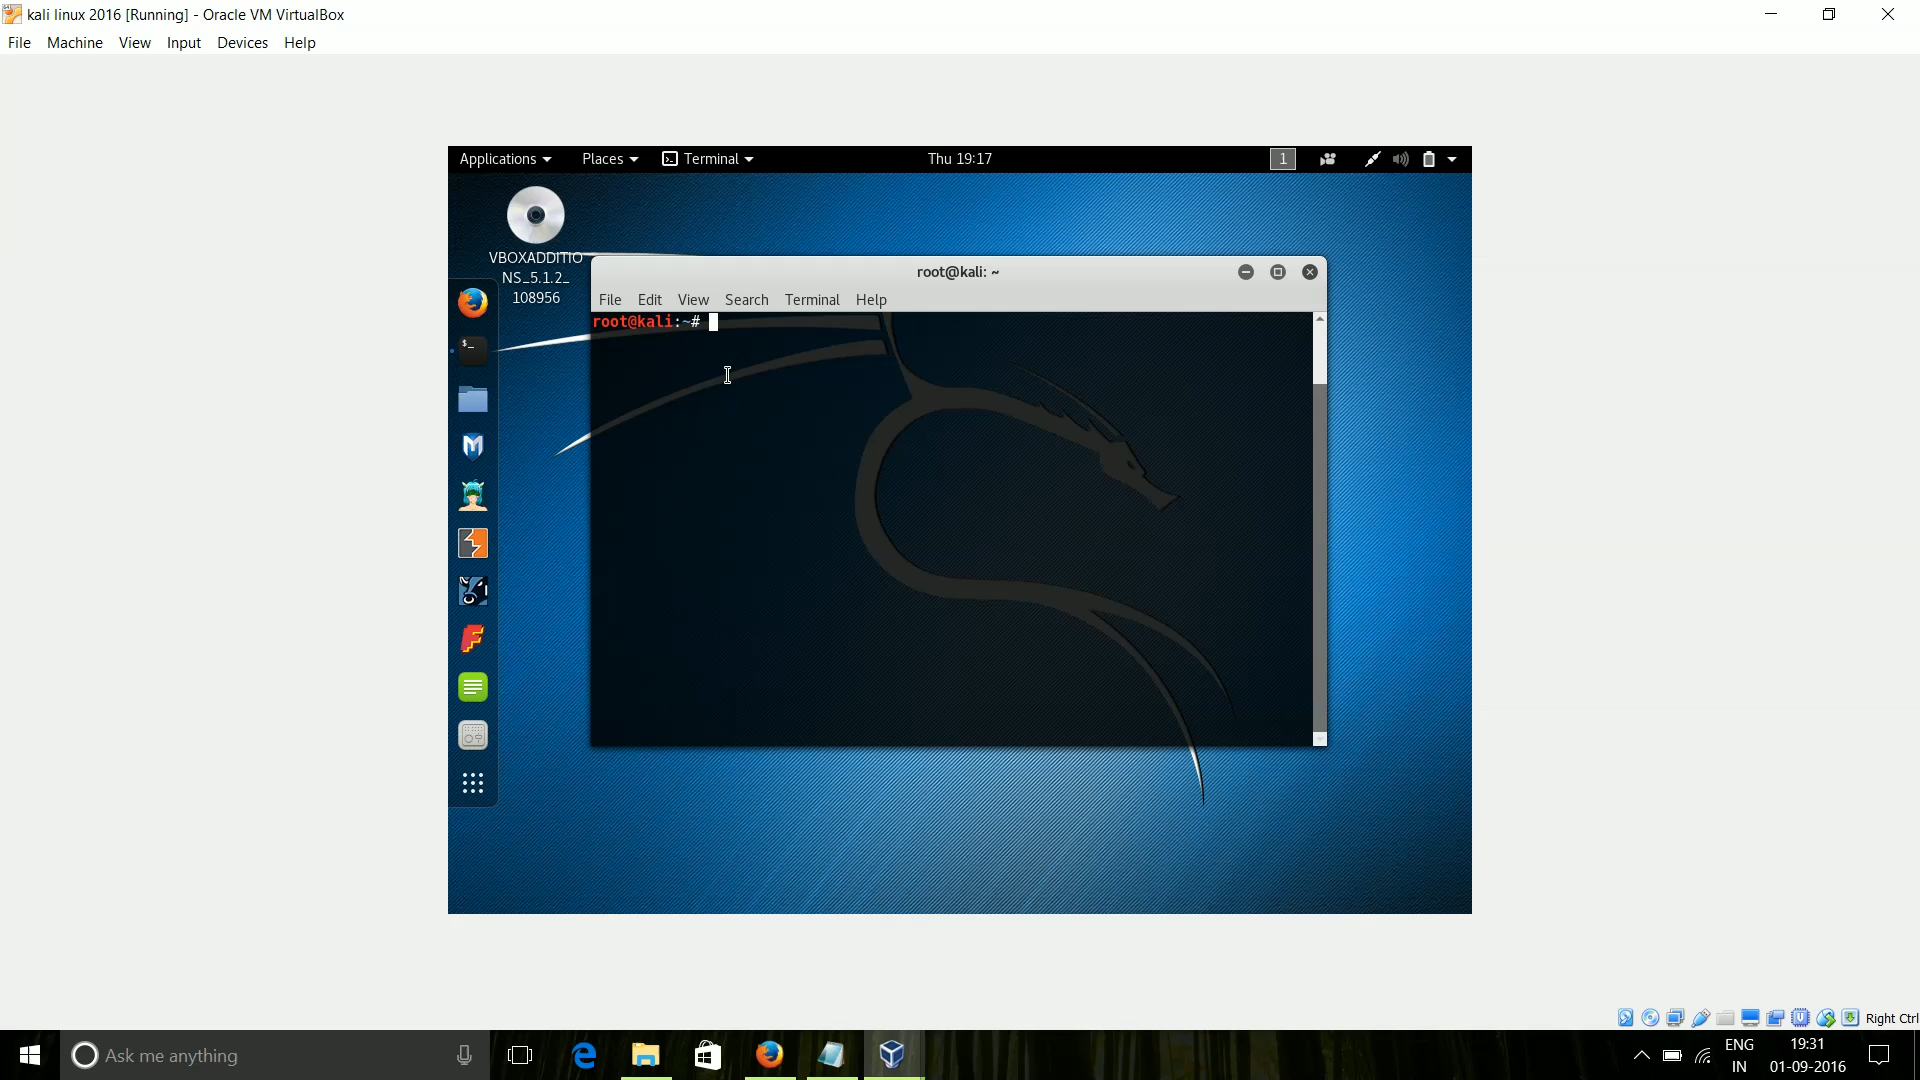 kali linux 2016 [Running] - Oracle VM VirtualBox
File Machine View Input Devices Help
Applications Places Terminal Thu 19:17 1
VBOXADDITIO
NS_5.1.2_
108956
root@kali: ~
File Edit View Search Terminal Help
root@kali:~#
Right Ctrl
Ask me anything
ENG
IN
19:31
01-09-2016